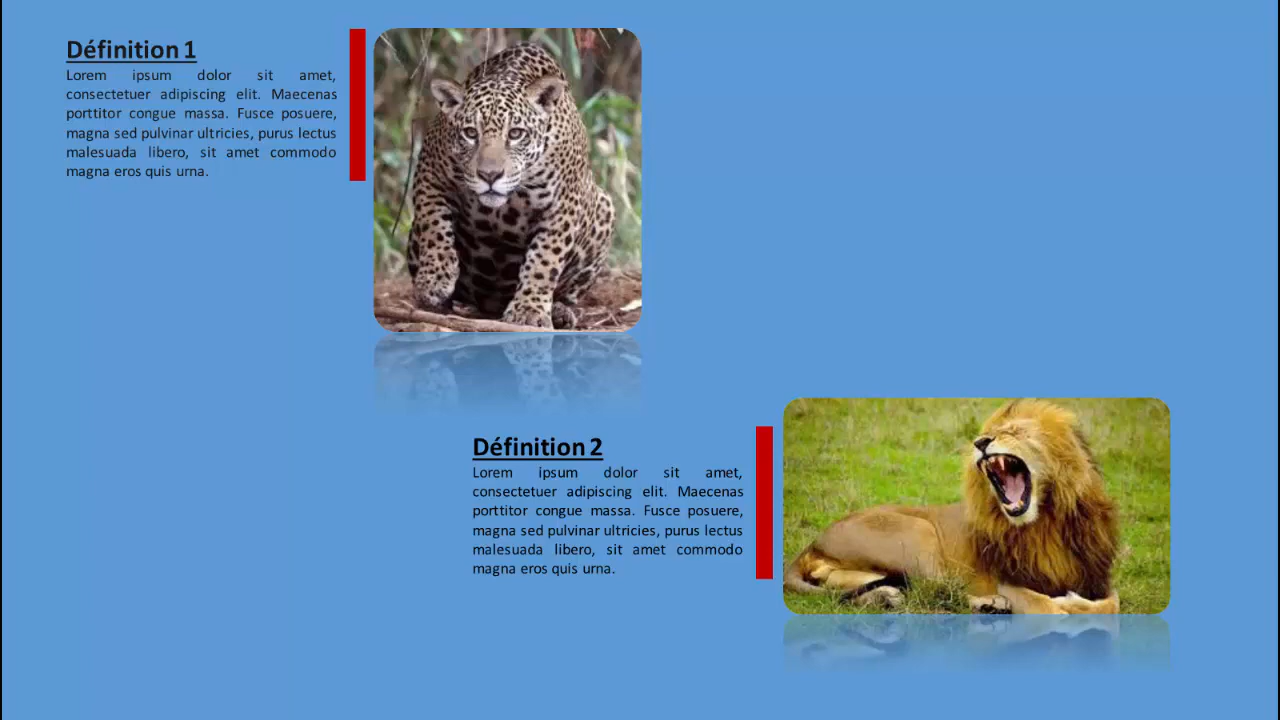 Définition 1
Lorem ipsum dolor sit amet,
consectetuer adipiscing elit. Maecenas
porttitor congue massa. Fusce posuere,
magna sed pulvinar ultricies, purus lectus
malesuada libero, sit amet commodo
magna eros quis urna.
Définition 2
Lorem ipsum dolor sit amet,
consectetuer adipiscing elit. Maecenas
porttitor congue massa. Fusce posuere,
magna sed pulvinar ultricies, purus lectus
malesuada libero, sit amet commodo
magna eros quis urna.